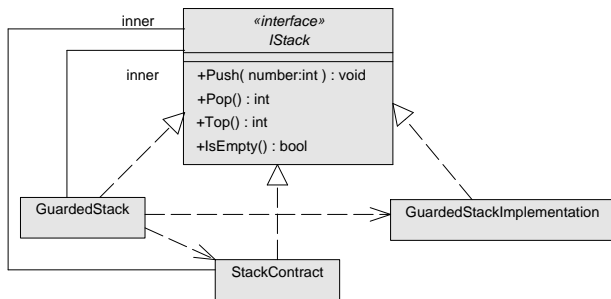 inner
«interface»
IStack
inner
+Push( number:int ) : void
+Pop() : int
+Top() : int
+IsEmpty() : bool
GuardedStack
GuardedStackImplementation
StackContract